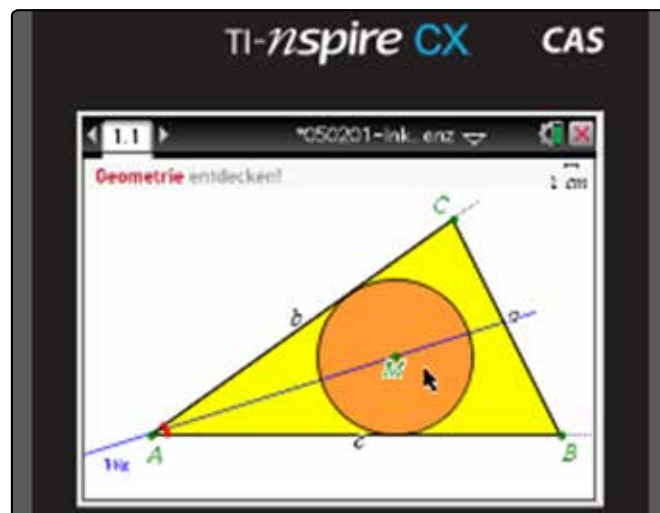 TI-nspire CX CAS
1.1 *050201-Ink. enz
Geometrie entdecken!
1 cm
C
b
a
M
A
c
B